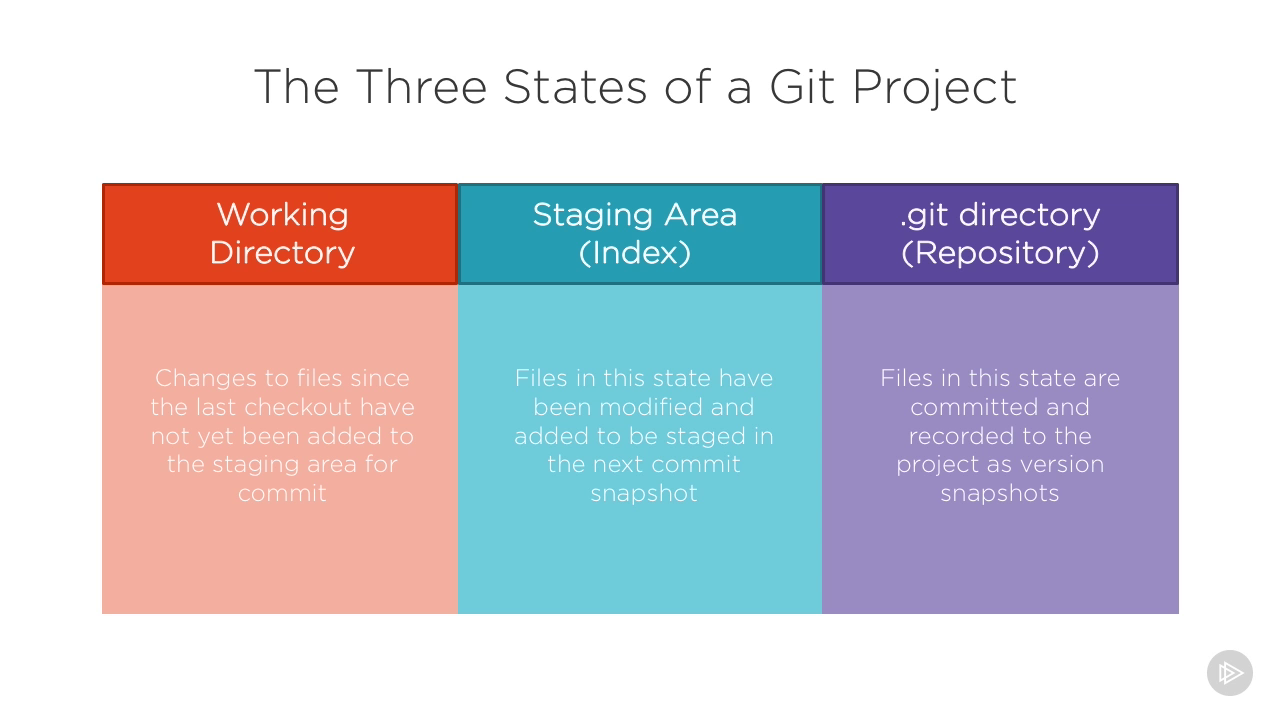 The Three States of a Git Project
Working
Directory
Staging Area
(Index)
.git directory
(Repository)
Changes to files since
the last checkout have
not yet been added to
the staging area for
commit
Files in this state have
been modified and
added to be staged in
the next commit
snapshot
Files in this state are
committed and
recorded to the
project as version
snapshots